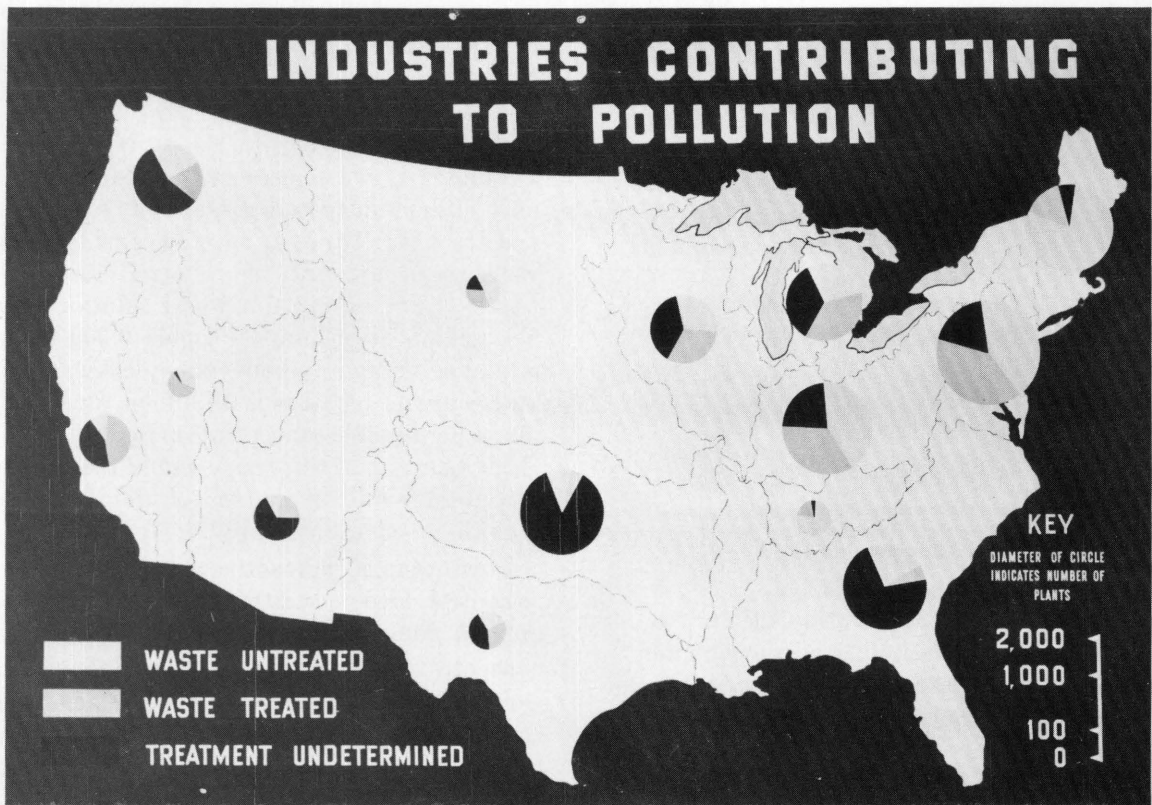 INDUSTRIES CONTRIBUTING
TO POLLUTION
KEY
DIAMETER OF CIRCLE
INDICATES NUMBER OF
PLANTS
2,000
1,000
100
0
WASTE UNTREATED
WASTE TREATED
TREATMENT UNDETERMINED